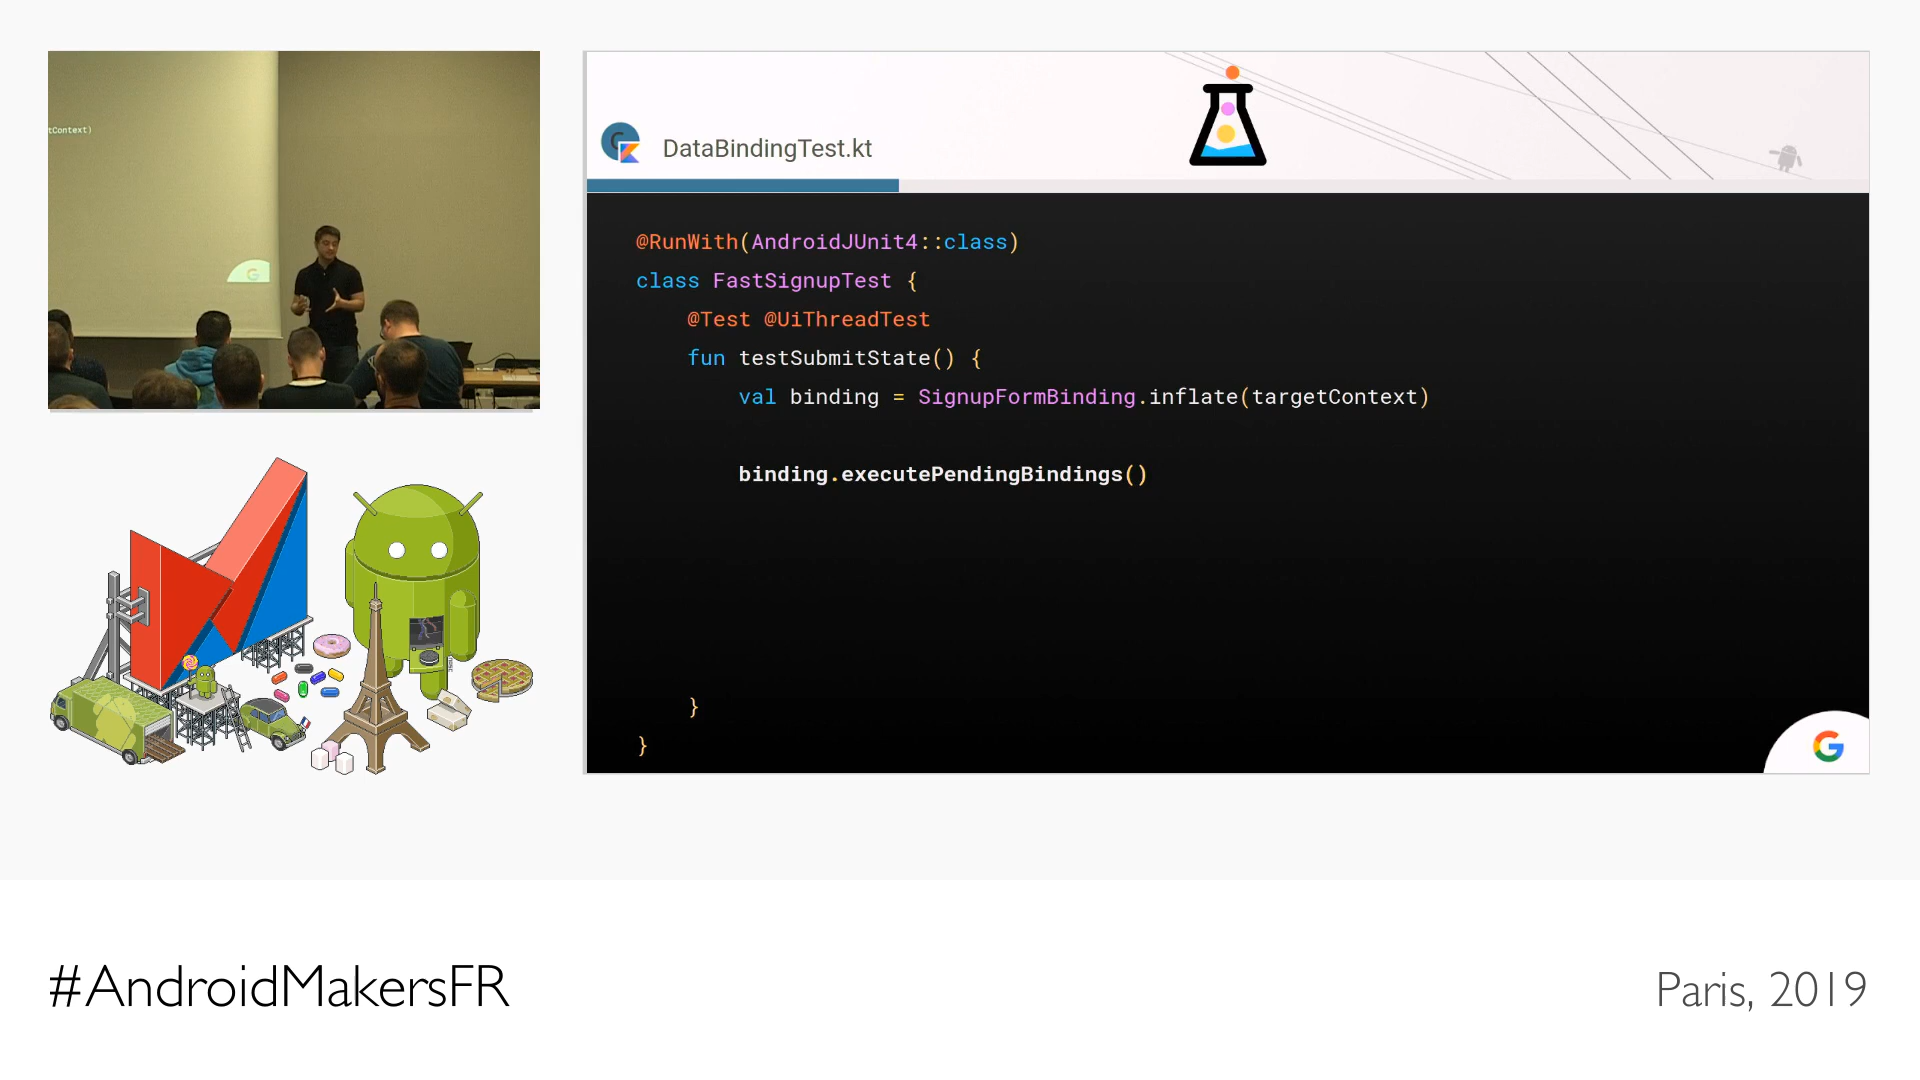 tContext)
DataBindingTest.kt
@RunWith(AndroidJUnit4::class)
class FastSignupTest {
@Test @UiThreadTest
fun testSubmitState() {
val binding = SignupFormBinding.inflate(targetContext)
binding.executePendingBindings()
}
}
#AndroidMakersFR
Paris, 2019